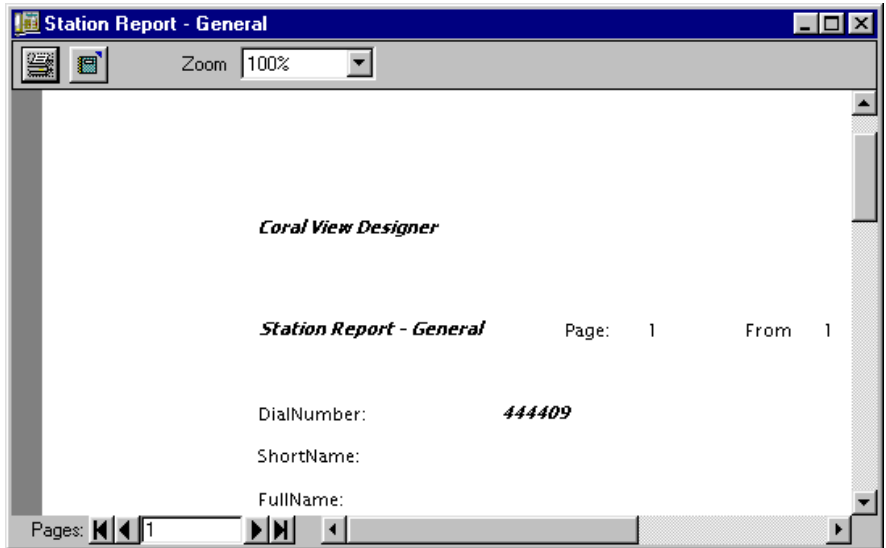 Station Report - General
Zoom 100%
Coral View Designer
Station Report - General Page: 1 From 1
DialNumber: 444409
ShortName:
FullName:
Pages: 1